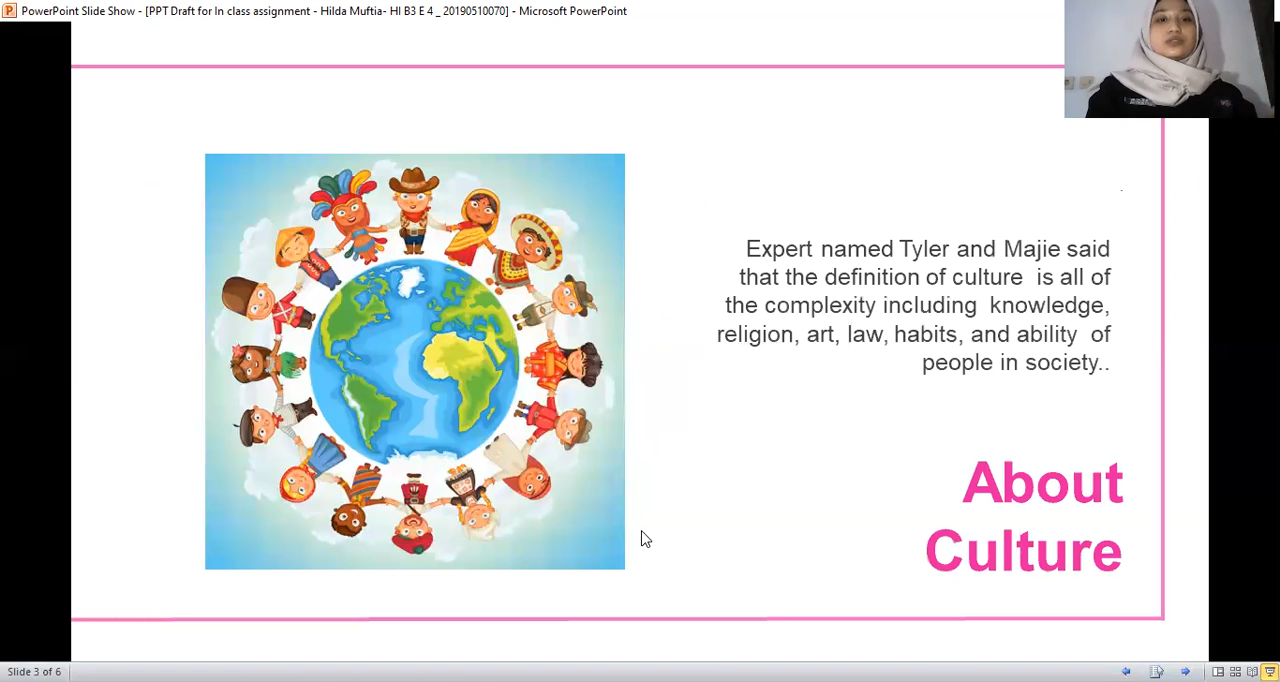 PowerPoint Slide Show - [PPT Draft for In class assignment - Hilda Muftia- HI B3 E 4 _ 20190510070] - Microsoft PowerPoint
Expert named Tyler and Majie said
that the definition of culture is all of
the complexity including knowledge,
religion, art, law, habits, and ability of
people in society..
About
Culture
Slide 3 of 6